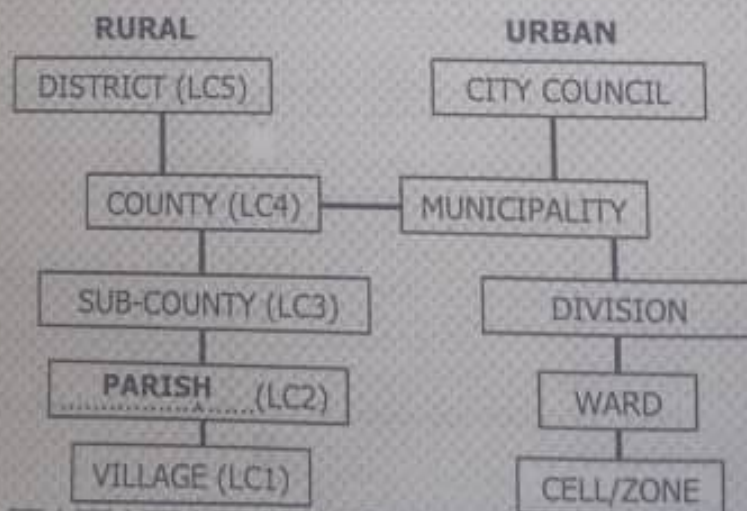 RURAL URBAN
DISTRICT (LC5) CITY COUNCIL
COUNTY (LC4) MUNICIPALITY
SUB-COUNTY (LC3) DIVISION
PARISH (LC2) WARD
VILLAGE (LC1) CELL/ZONE